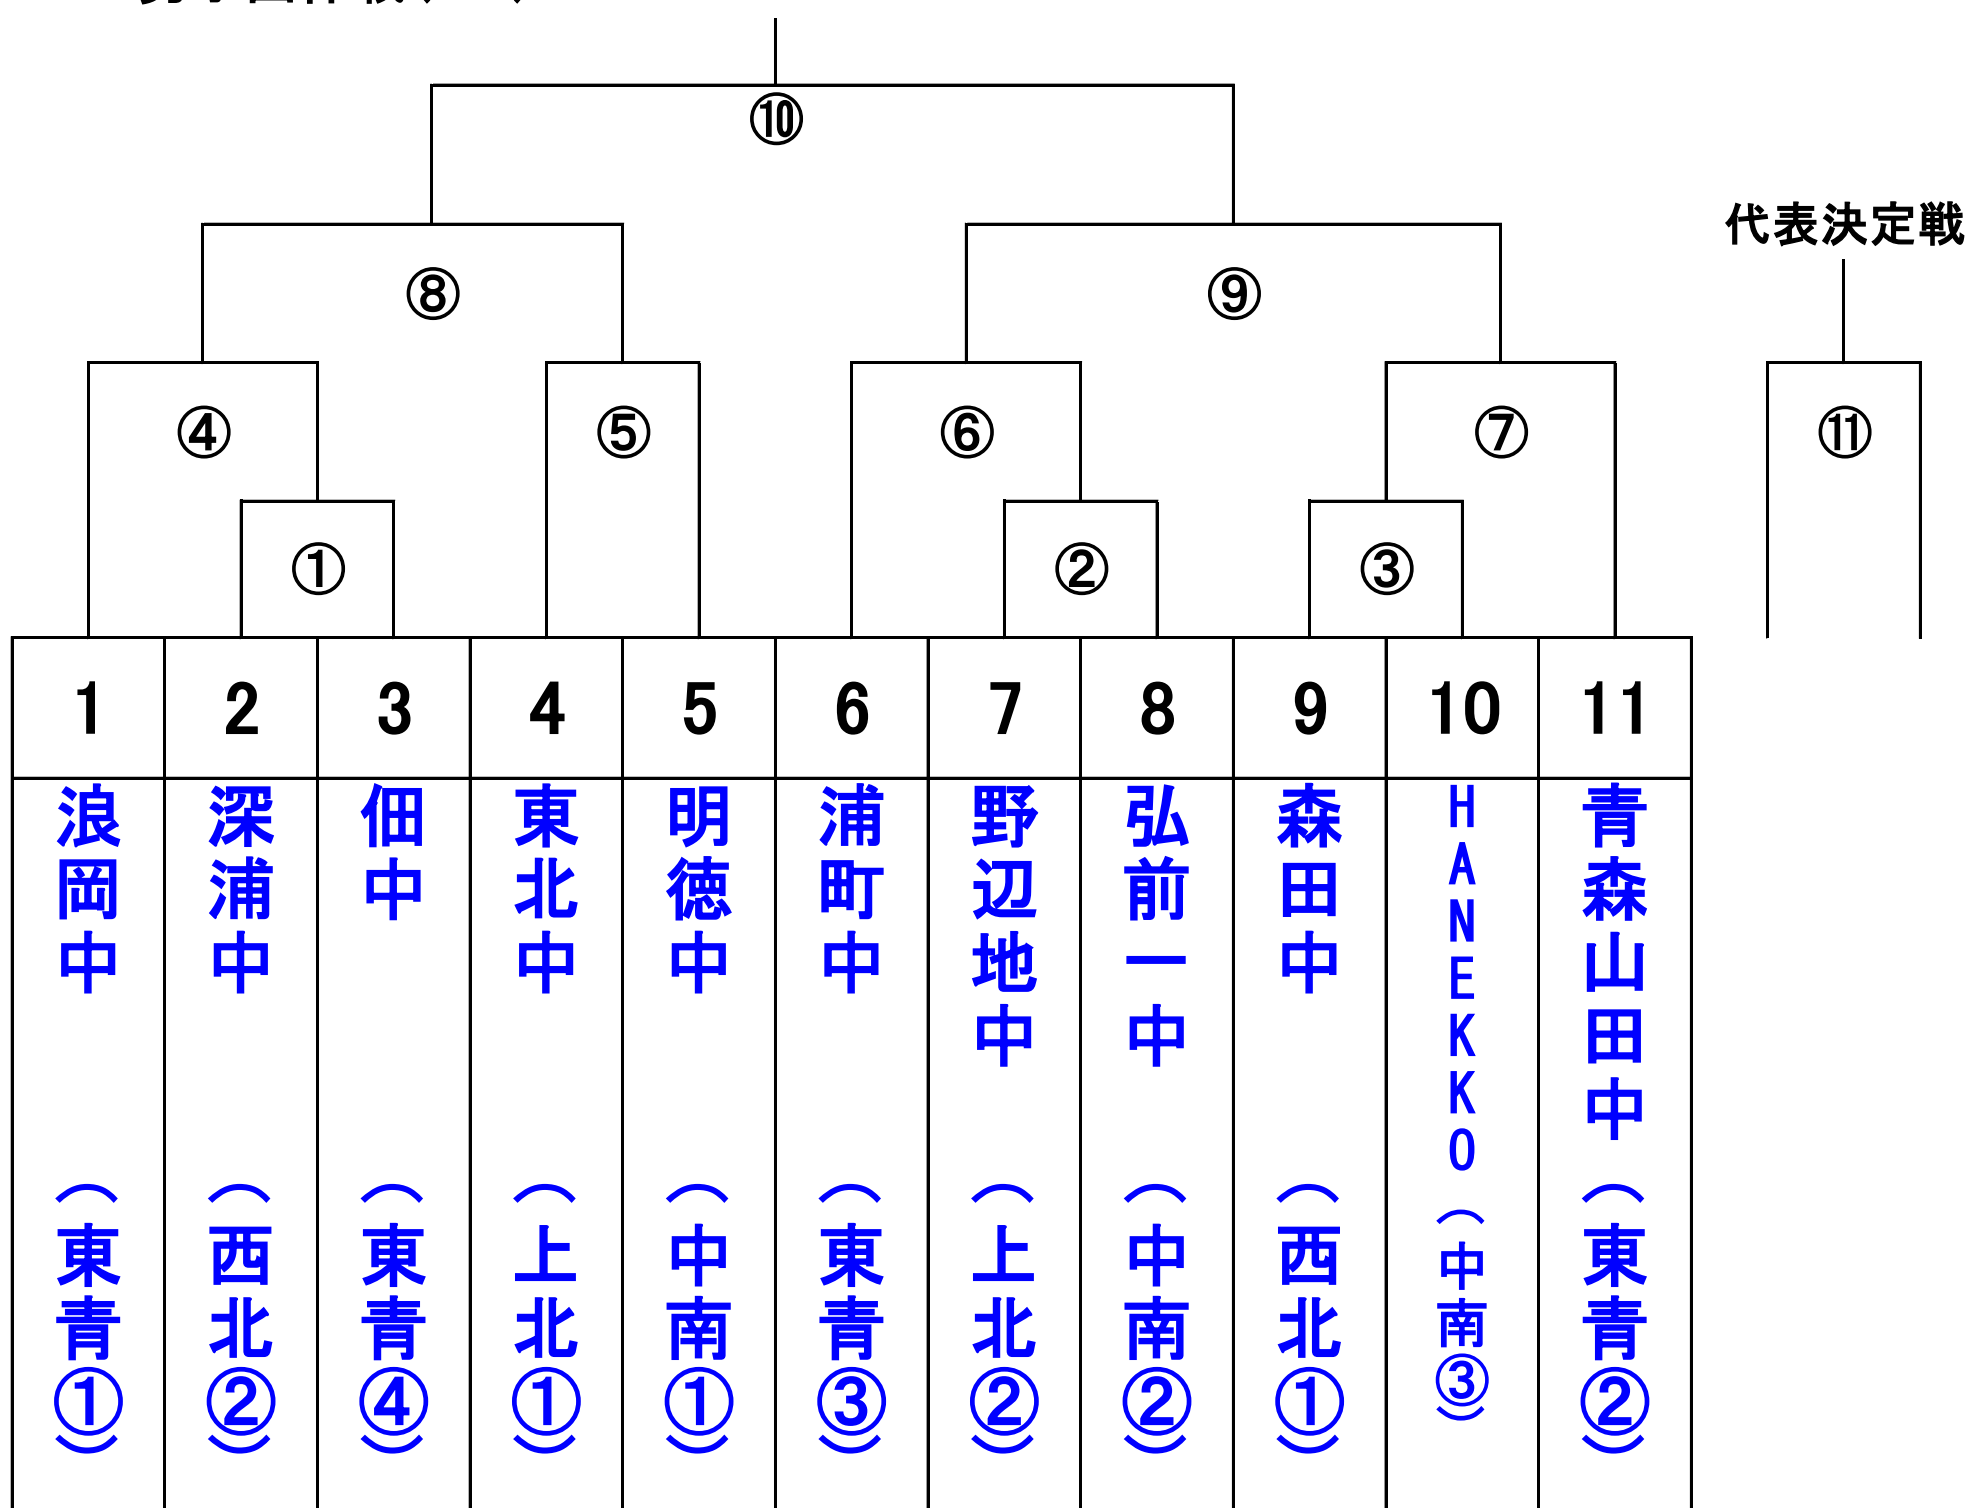 ⑩
代表決定戦
⑧
⑨
④
⑤
⑥
⑦
⑪
①
②
③
1
2
3
4
5
6
7
8
9
10
11
浪岡中（東青①）
深浦中（西北②）
佃中（東青④）
東北中（上北①）
明徳中（中南①）
浦町中（東青③）
野辺地中（上北②）
弘前一中（中南②）
森田中（西北①）
HANEKKO（中南③）
青森山田中（東青②）